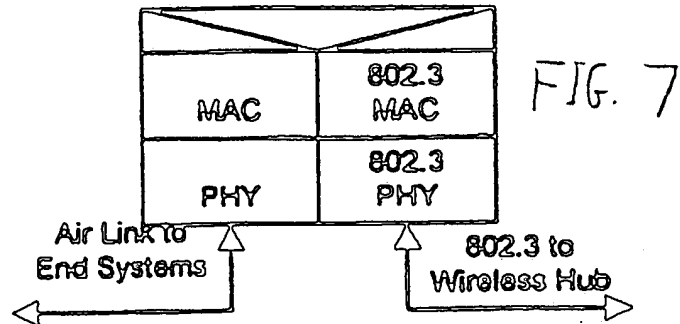 MAC
802.3
MAC
PHY
802.3
PHY
Air Link to
End Systems
802.3 to
Wireless Hub
FIG. 7